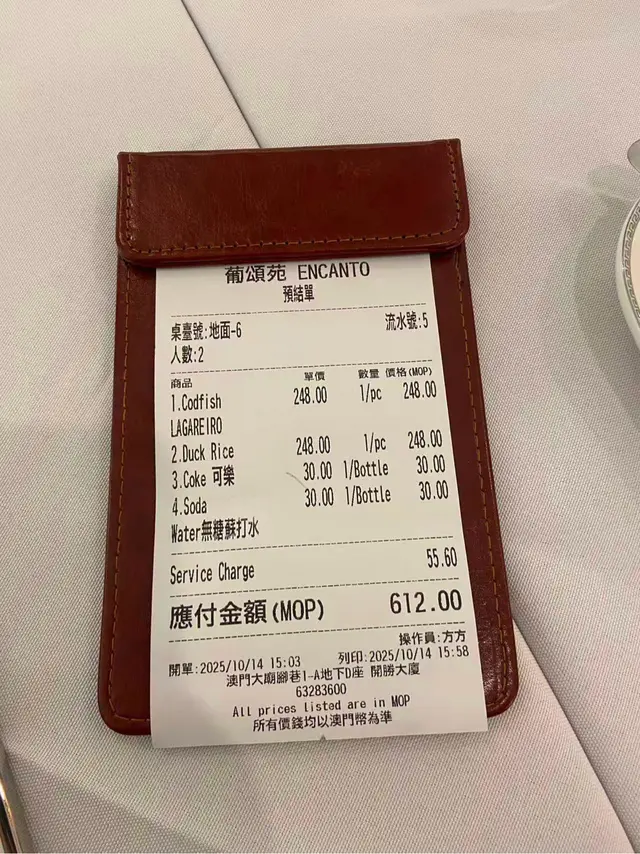 葡頌苑 ENCANTO
預結單
桌臺號:地面-6 流水號:5
人數:2
商品 單價 數量 價格(MOP)
1.Codfish 248.00 1/pc 248.00
LAGAREIRO
2.Duck Rice 248.00 1/pc 248.00
3.Coke 可樂 30.00 1/Bottle 30.00
4.Soda 30.00 1/Bottle 30.00
Water無糖蘇打水
Service Charge 55.60
應付金額(MOP) 612.00
操作員:方方
開單:2025/10/14 15:03 列印:2025/10/14 15:58
澳門大廟腳巷1-A地下D座 開勝大廈
63283600
All prices listed are in MOP
所有價錢均以澳門幣為準